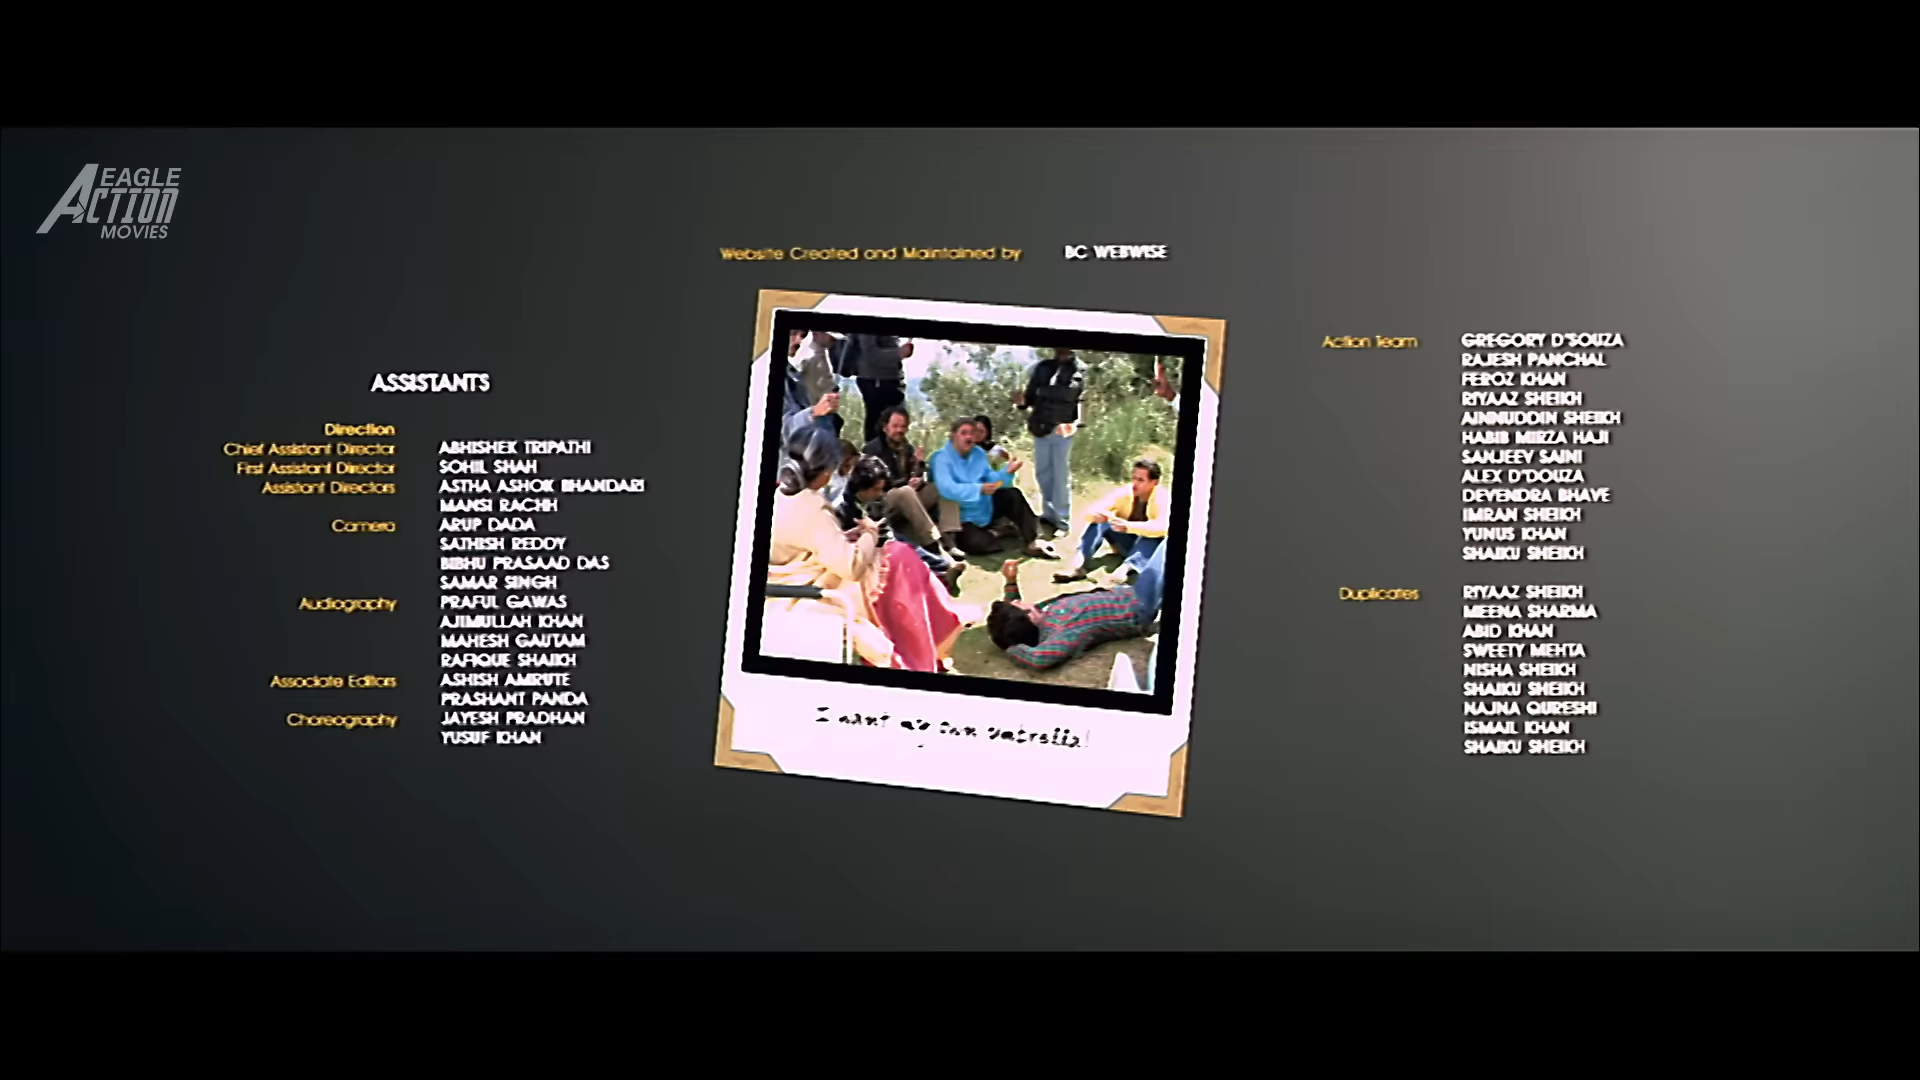 EAGLE
ACTION
MOVIES
Website Created and Maintained by BC WEBWISE
ASSISTANTS
Direction
Chief Assistant Director ABHISHEK TRIPATHI
First Assistant Director SOHIL SHAH
Assistant Directors ASTHA ASHOK BHANDARI
MANSI RACHH
Camera ARUP DADA
SATHISH REDDY
BIBHU PRASAAD DAS
SAMAR SINGH
Audiography PRAFUL GAWAS
AJIMULLAH KHAN
MAHESH GAUTAM
RAFIQUE SHAIKH
Associate Editors ASHISH AMRUTE
PRASHANT PANDA
Choreography JAYESH PRADHAN
YUSUF KHAN
I want my own umbrella!
Action Team GREGORY D'SOUZA
RAJESH PANCHAL
FEROZ KHAN
RIYAAZ SHEIKH
AINNUDDIN SHEIKH
HABIB MIRZA HAJI
SANJEEV SAINI
ALEX D'DOUZA
DEVENDRA BHAVE
IMRAN SHEIKH
YUNUS KHAN
SHAIKU SHEIKH
Duplicates RIYAAZ SHEIKH
MEENA SHARMA
ABID KHAN
SWEETY MEHTA
NISHA SHEIKH
SHAIKU SHEIKH
NAJNA QURESHI
ISMAIL KHAN
SHAIKU SHEIKH